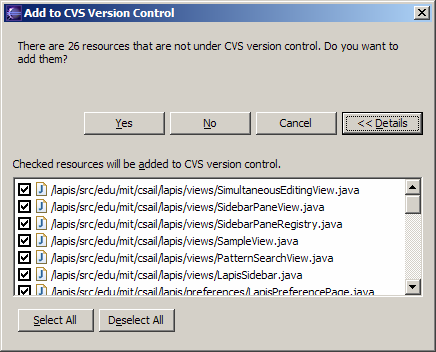 Add to CVS Version Control
There are 26 resources that are not under CVS version control. Do you want to
add them?
Yes
No
Cancel
<< Details
Checked resources will be added to CVS version control.
/lapis/src/edu/mit/csail/lapis/views/SimultaneousEditingView.java
/lapis/src/edu/mit/csail/lapis/views/SidebarPaneView.java
/lapis/src/edu/mit/csail/lapis/views/SidebarPaneRegistry.java
/lapis/src/edu/mit/csail/lapis/views/SampleView.java
/lapis/src/edu/mit/csail/lapis/views/PatternSearchView.java
/lapis/src/edu/mit/csail/lapis/views/LapisSidebar.java
/lapis/src/edu/mit/csail/lapis/preferences/LapisPreferencePage.java
Select All
Deselect All